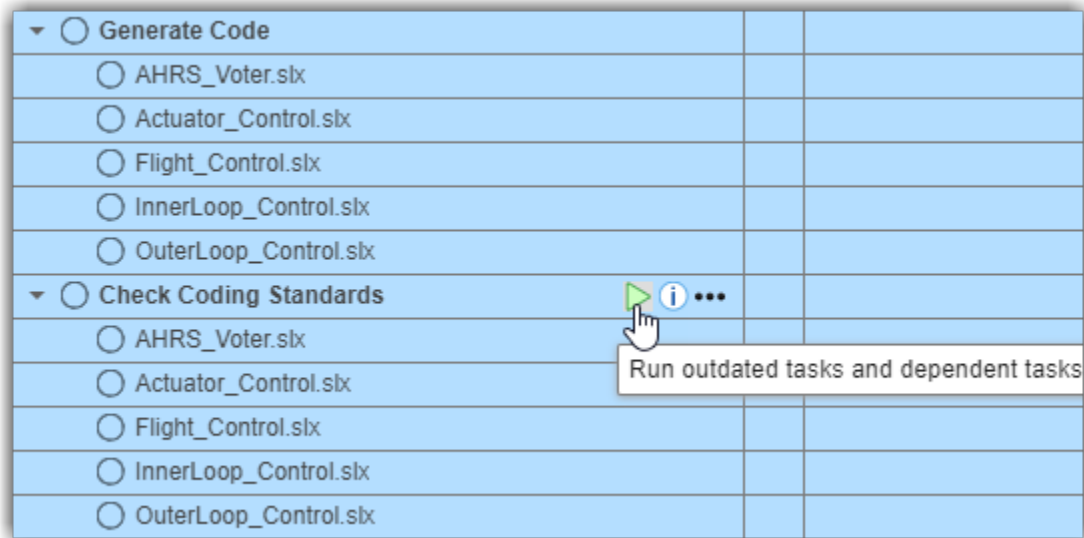 Generate Code
AHRS_Voter.slx
Actuator_Control.slx
Flight_Control.slx
InnerLoop_Control.slx
OuterLoop_Control.slx
Check Coding Standards
AHRS_Voter.slx
Run outdated tasks and dependent tasks
Actuator_Control.slx
Flight_Control.slx
InnerLoop_Control.slx
OuterLoop_Control.slx